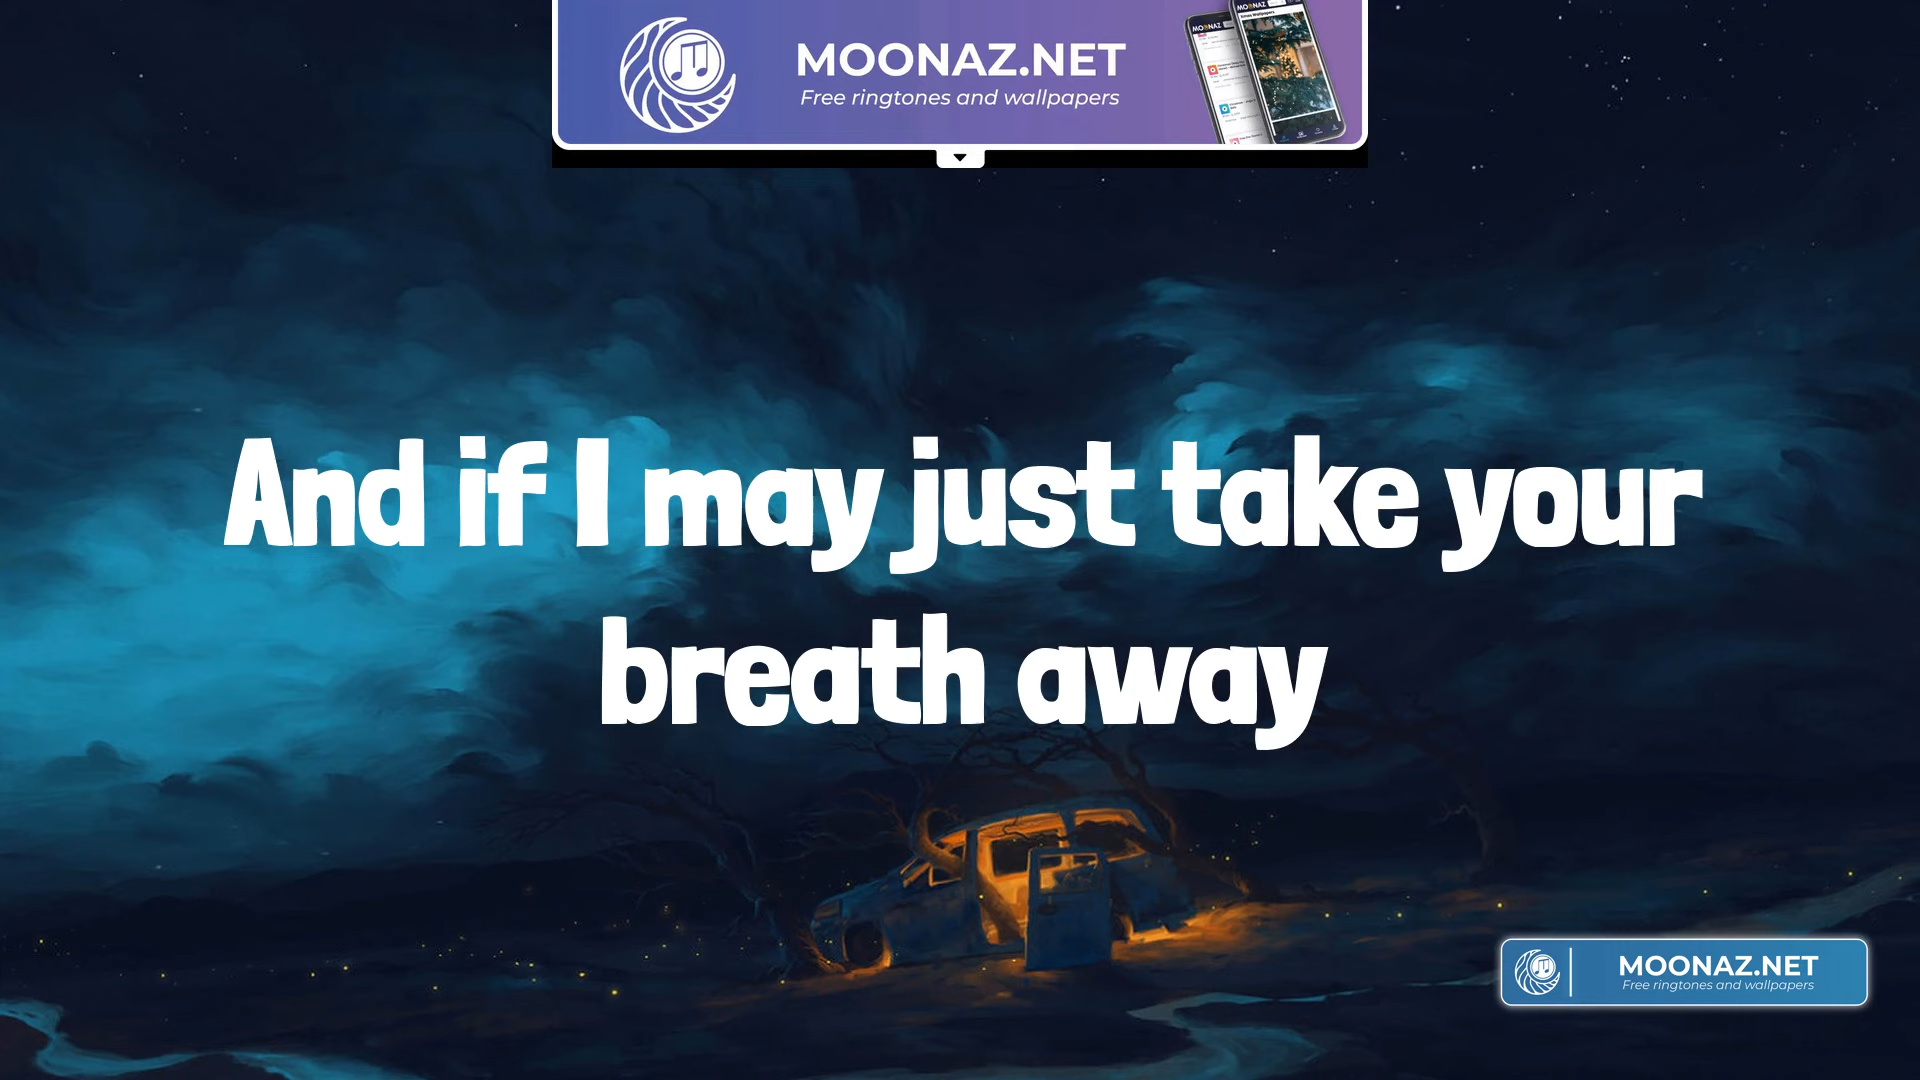 MOONAZ.NET
Free ringtones and wallpapers
And if I may just take your
breath away
MOONAZ.NET
Free ringtones and wallpapers